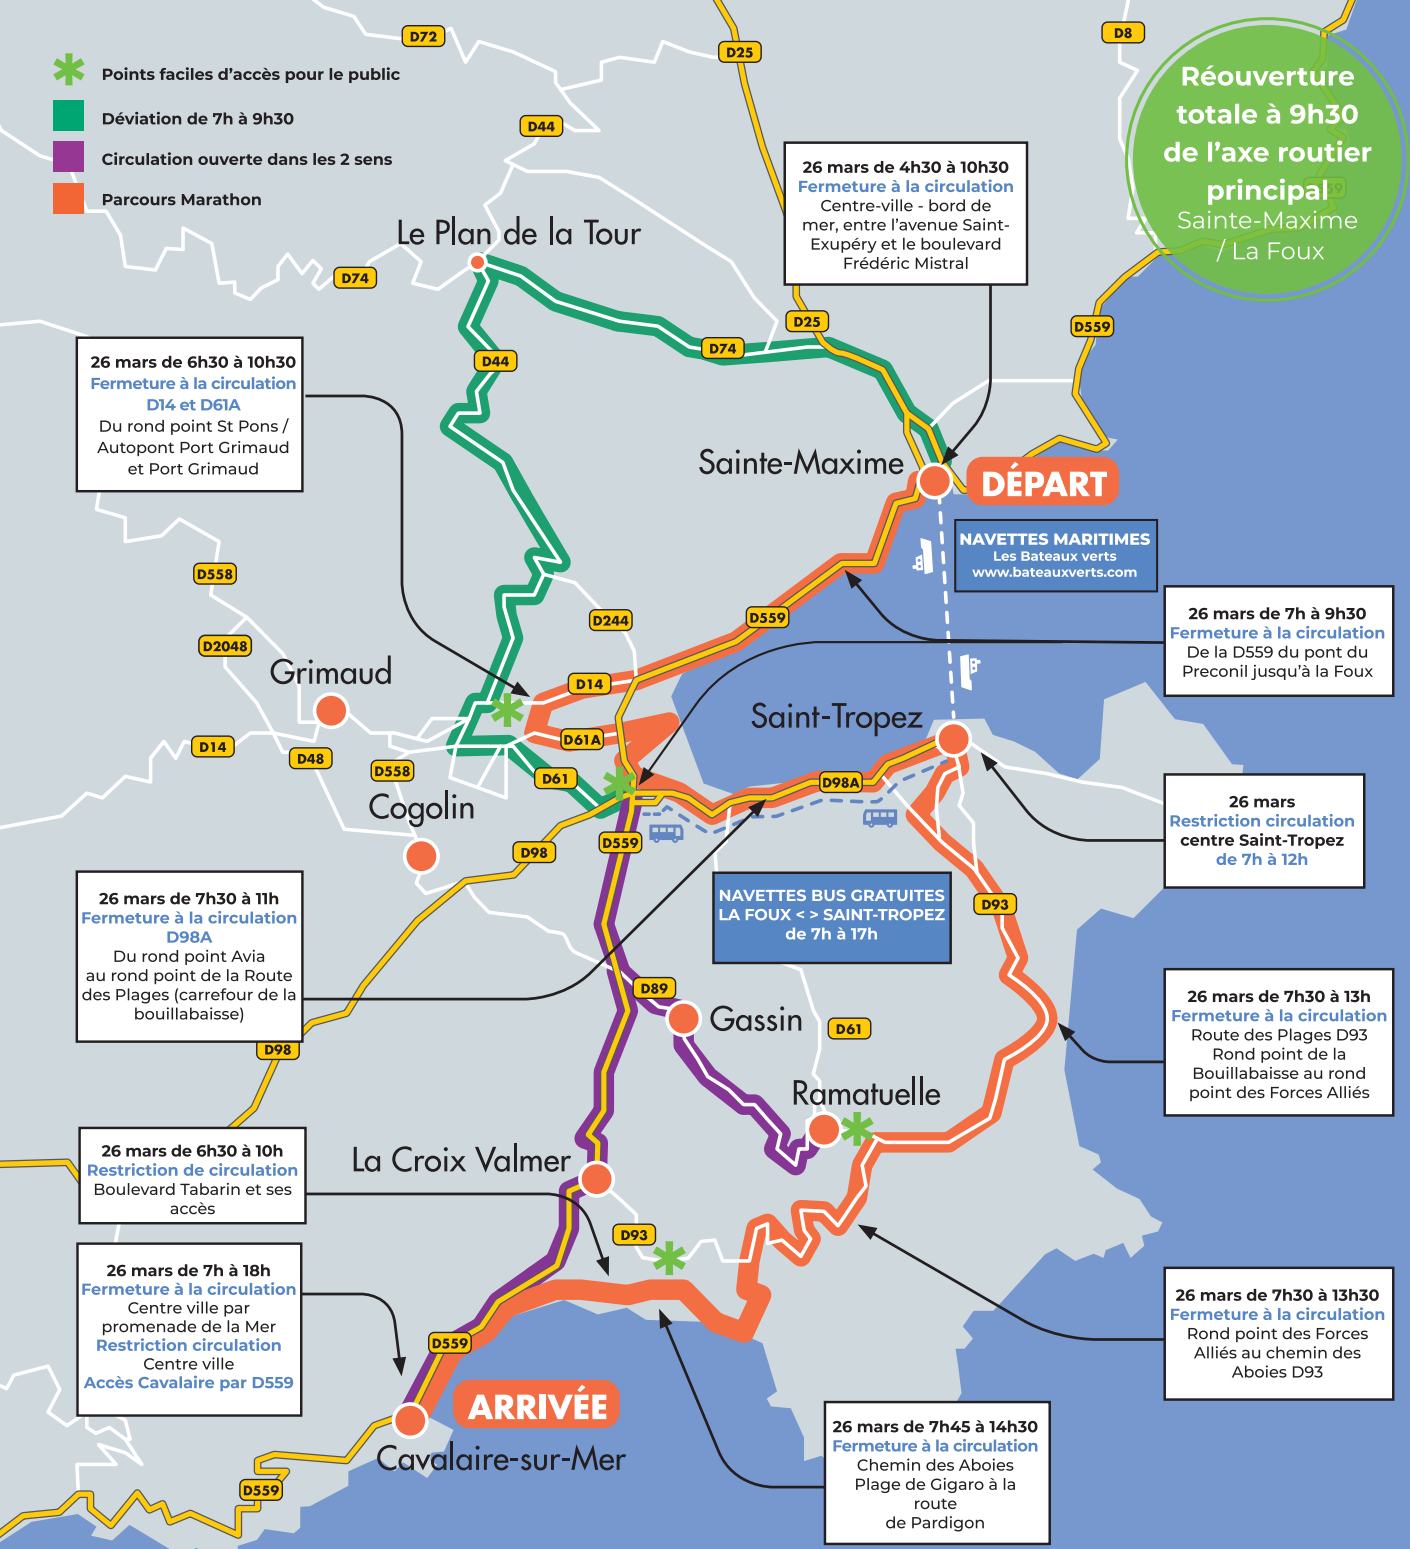 Points faciles d'accès pour le public
Déviation de 7h à 9h30
Circulation ouverte dans les 2 sens
Parcours Marathon
D72
D25
D8
D44
Réouverture
totale à 9h30
de l'axe routier
principal
Sainte-Maxime
/ La Foux
D559
26 mars de 4h30 à 10h30
Fermeture à la circulation
Centre-ville - bord de
mer, entre l'avenue Saint-
Exupéry et le boulevard
Frédéric Mistral
Le Plan de la Tour
D74
D25
D559
D74
D44
26 mars de 6h30 à 10h30
Fermeture à la circulation
D14 et D61A
Du rond point St Pons /
Autopont Port Grimaud
et Port Grimaud
Sainte-Maxime
DÉPART
NAVETTES MARITIMES
Les Bateaux verts
www.bateauxverts.com
D558
D244
D559
D2048
26 mars de 7h à 9h30
Fermeture à la circulation
De la D559 du pont du
Preconil jusqu'à la Foux
Grimaud
D14
Saint-Tropez
D14
D48
D558
D61A
D61
D98A
Cogolin
26 mars
Restriction circulation
centre Saint-Tropez
de 7h à 12h
D559
D98
26 mars de 7h30 à 11h
Fermeture à la circulation
D98A
Du rond point Avia
au rond point de la Route
des Plages (carrefour de la
bouillabaisse)
NAVETTES BUS GRATUITES
LA FOUX < > SAINT-TROPEZ
de 7h à 17h
D93
D89
Gassin
D61
D98
26 mars de 7h30 à 13h
Fermeture à la circulation
Route des Plages D93
Rond point de la
Bouillabaisse au rond
point des Forces Alliés
Ramatuelle
26 mars de 6h30 à 10h
Restriction de circulation
Boulevard Tabarin et ses
accès
La Croix Valmer
D93
26 mars de 7h à 18h
Fermeture à la circulation
Centre ville par
promenade de la Mer
Restriction circulation
Centre ville
Accès Cavalaire par D559
D559
26 mars de 7h30 à 13h30
Fermeture à la circulation
Rond point des Forces
Alliés au chemin des
Aboies D93
ARRIVÉE
Cavalaire-sur-Mer
26 mars de 7h45 à 14h30
Fermeture à la circulation
Chemin des Aboies
Plage de Gigaro à la
route
de Pardigon
D559